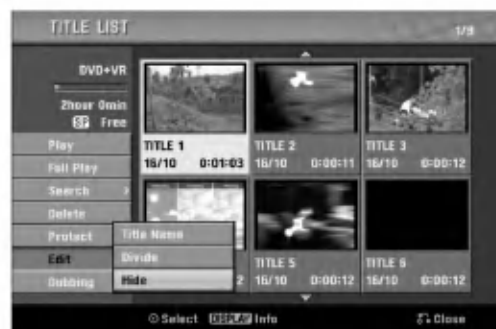 TITLE LIST
1/9
DVD+VR
2hour 0min
SP Free
Play
Full Play
Search
Delete
Protect
Edit
Dubbing
Title Name
Divide
Hide
TITLE 1
16/10 0:01:03
TITLE 2
16/10 0:00:11
TITLE 3
16/10 0:00:12
2
TITLE 5
16/10 0:00:12
TITLE 6
16/10 0:00:12
Select DISPLAY Info
Close